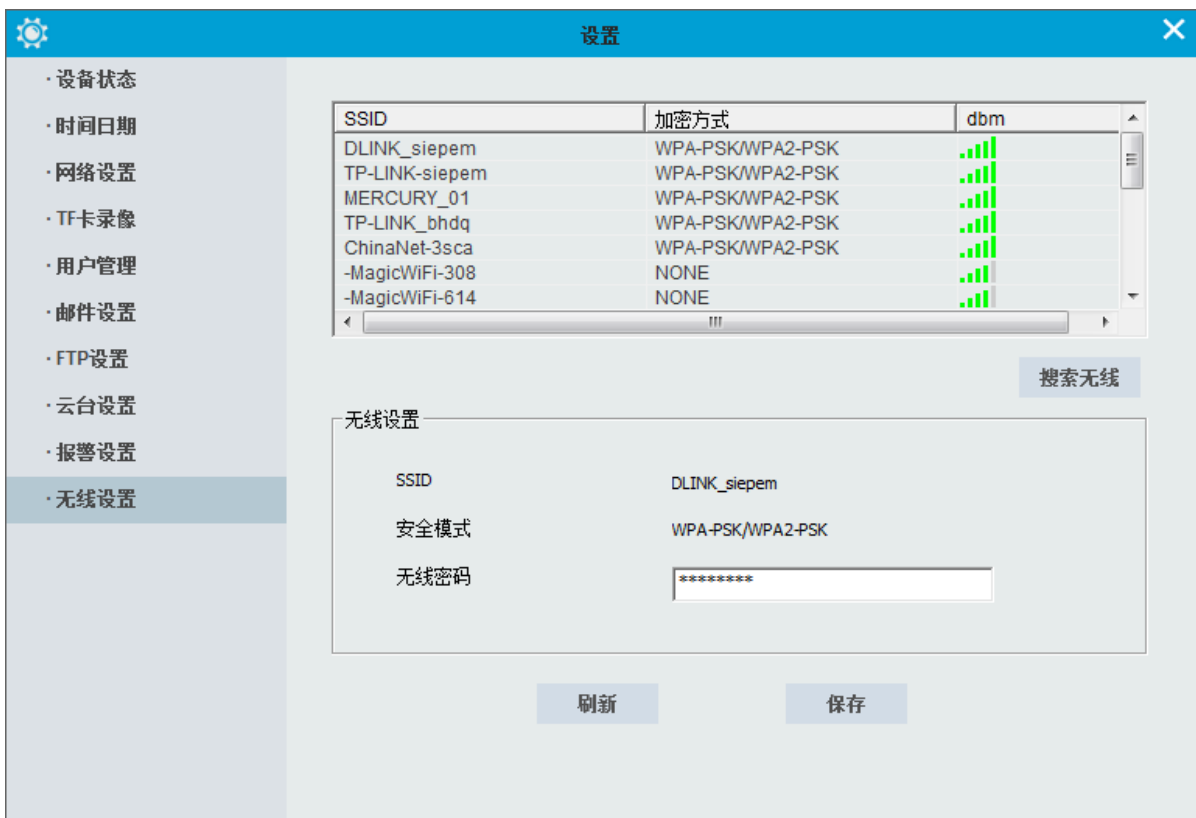 设置
·设备状态
·时间日期
·网络设置
·TF卡录像
·用户管理
·邮件设置
·FTP设置
·云台设置
·报警设置
·无线设置
SSID 加密方式 dbm
DLINK_siepem WPA-PSK/WPA2-PSK
TP-LINK-siepem WPA-PSK/WPA2-PSK
MERCURY_01 WPA-PSK/WPA2-PSK
TP-LINK_bhdq WPA-PSK/WPA2-PSK
ChinaNet-3sca WPA-PSK/WPA2-PSK
-MagicWiFi-308 NONE
-MagicWiFi-614 NONE
搜索无线
无线设置
SSID DLINK_siepem
安全模式 WPA-PSK/WPA2-PSK
无线密码 ********
刷新 保存